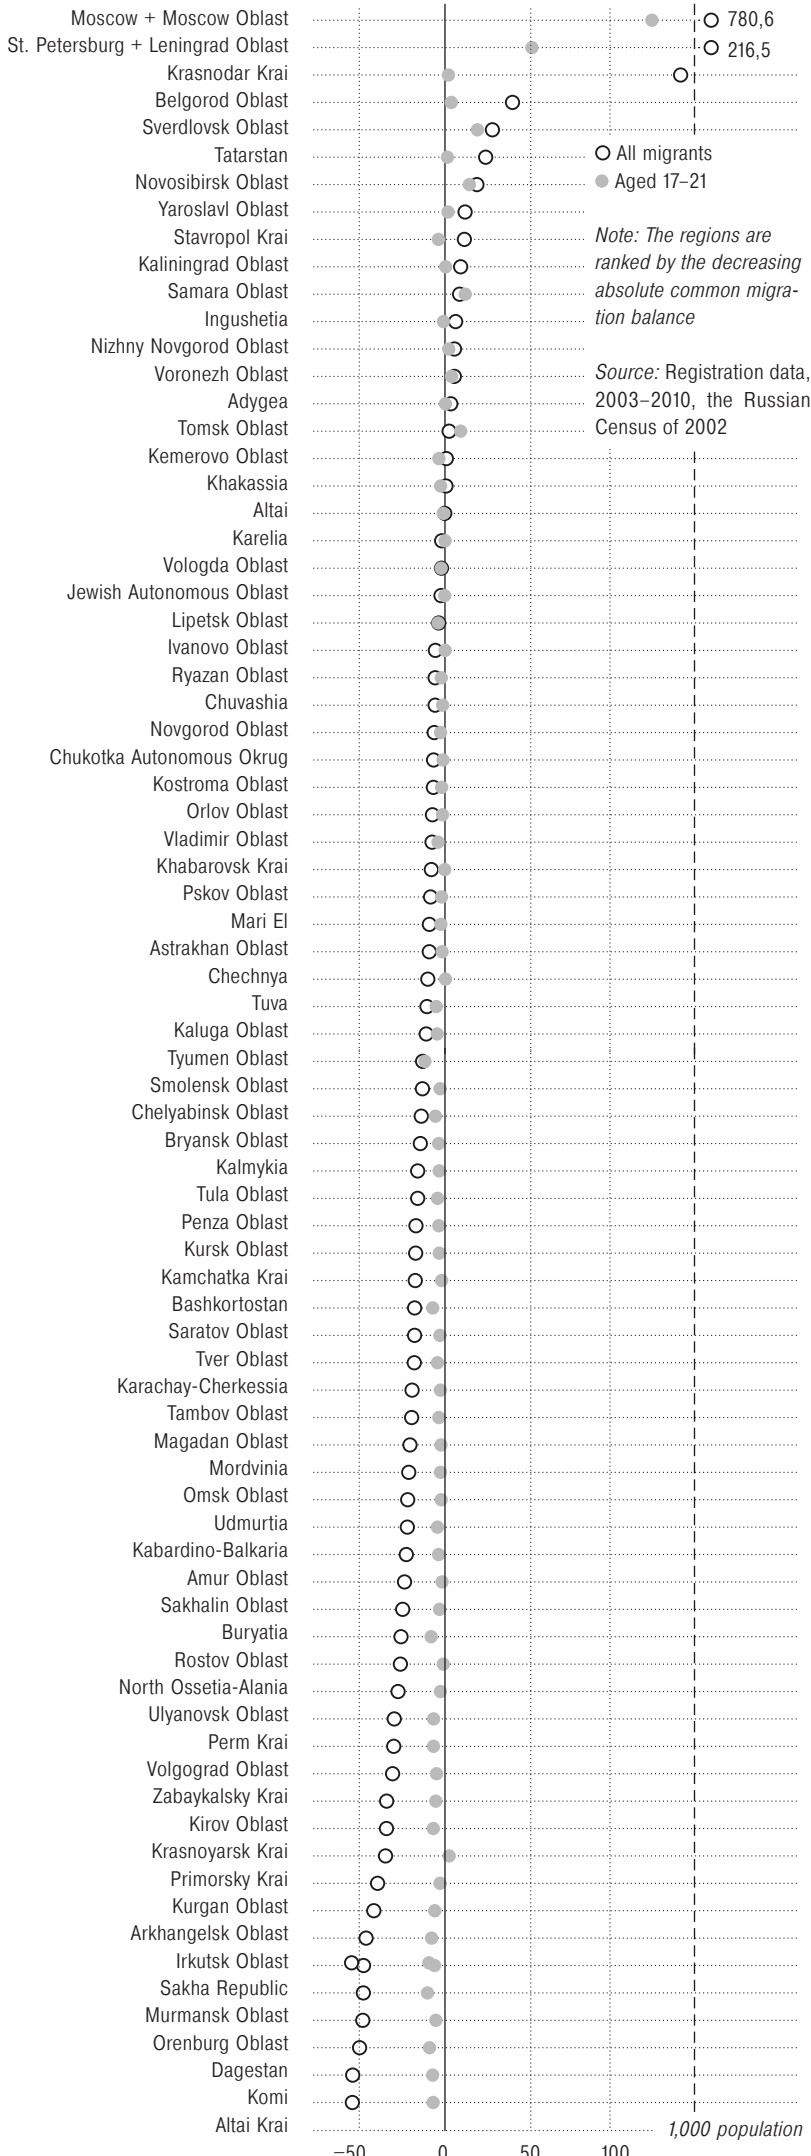 Moscow + Moscow Oblast
780,6
St. Petersburg + Leningrad Oblast
216,5
Krasnodar Krai
Belgorod Oblast
Sverdlovsk Oblast
Tatarstan
Novosibirsk Oblast
Yaroslavl Oblast
Stavropol Krai
Kaliningrad Oblast
Samara Oblast
Ingushetia
Nizhny Novgorod Oblast
Voronezh Oblast
Adygea
Tomsk Oblast
Kemerovo Oblast
Khakassia
Altai
Karelia
Vologda Oblast
Jewish Autonomous Oblast
Lipetsk Oblast
Ivanovo Oblast
Ryazan Oblast
Chuvashia
Novgorod Oblast
Chukotka Autonomous Okrug
Kostroma Oblast
Orlov Oblast
Vladimir Oblast
Khabarovsk Krai
Pskov Oblast
Mari El
Astrakhan Oblast
Chechnya
Tuva
Kaluga Oblast
Tyumen Oblast
Smolensk Oblast
Chelyabinsk Oblast
Bryansk Oblast
Kalmykia
Tula Oblast
Penza Oblast
Kursk Oblast
Kamchatka Krai
Bashkortostan
Saratov Oblast
Tver Oblast
Karachay-Cherkessia
Tambov Oblast
Magadan Oblast
Mordvinia
Omsk Oblast
Udmurtia
Kabardino-Balkaria
Amur Oblast
Sakhalin Oblast
Buryatia
Rostov Oblast
North Ossetia-Alania
Ulyanovsk Oblast
Perm Krai
Volgograd Oblast
Zabaykalsky Krai
Kirov Oblast
Krasnoyarsk Krai
Primorsky Krai
Kurgan Oblast
Arkhangelsk Oblast
Irkutsk Oblast
Sakha Republic
Murmansk Oblast
Orenburg Oblast
Dagestan
Komi
Altai Krai
All migrants
Aged 17–21
Note: The regions are
ranked by the decreasing
absolute common migra-
tion balance
Source: Registration data,
2003–2010, the Russian
Census of 2002
1,000 population
–50 0 50 100